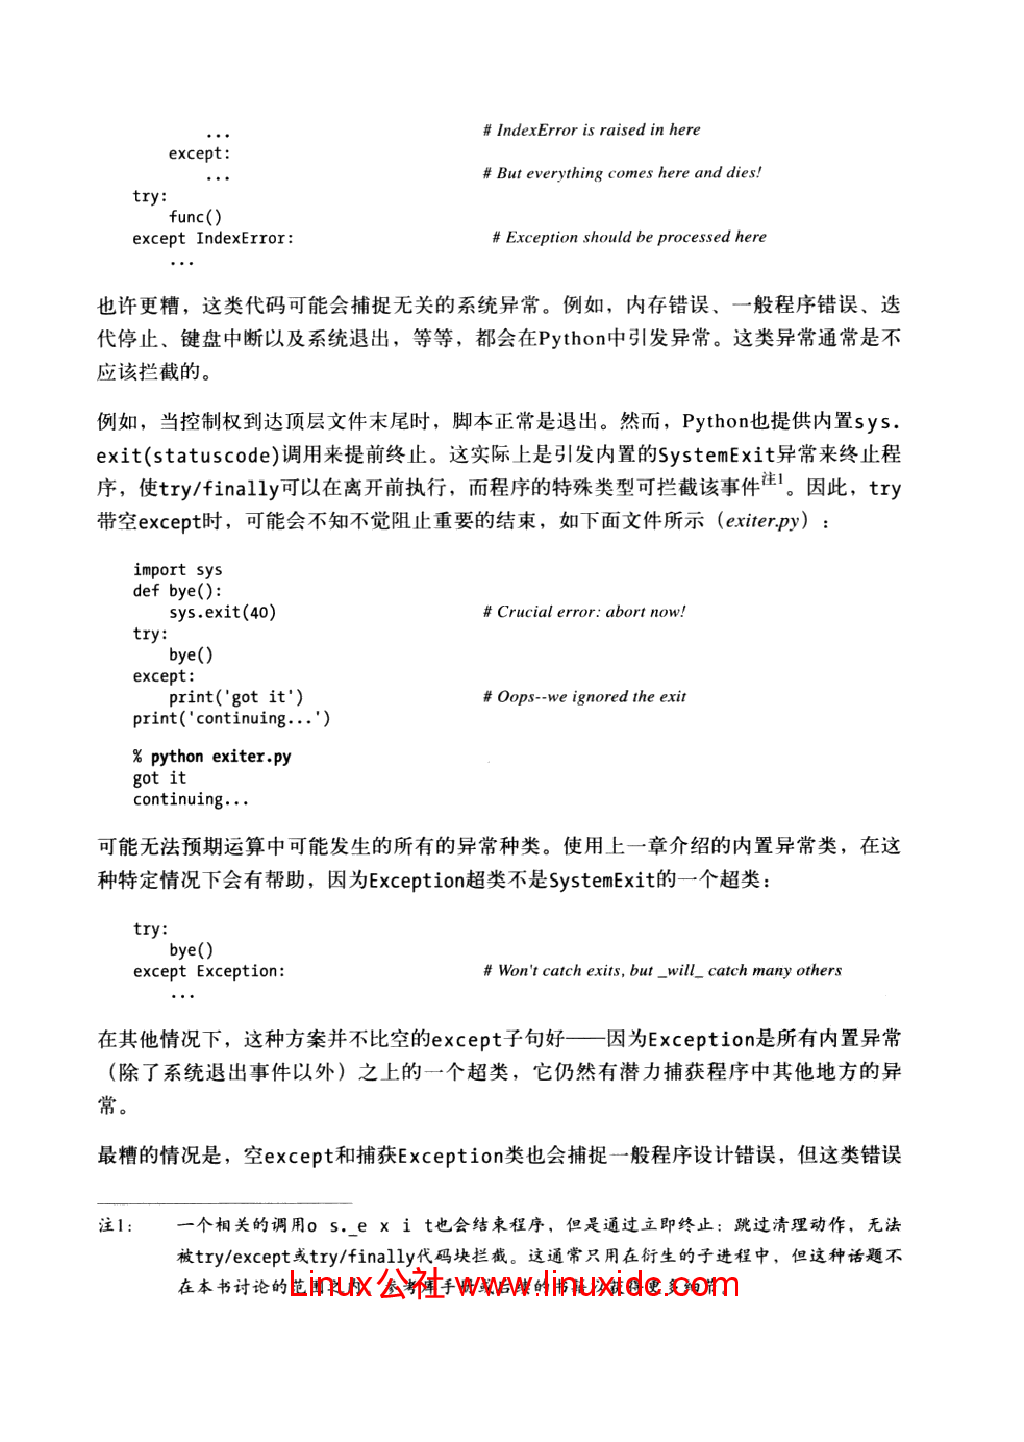 ... # IndexError is raised in here
except:
... # But everything comes here and dies!
try:
func()
except IndexError: # Exception should be processed here
...
也许更糟，这类代码可能会捕捉无关的系统异常。例如，内存错误、一般程序错误、迭
代停止、键盘中断以及系统退出，等等，都会在Python中引发异常。这类异常通常是不
应该拦截的。
例如，当控制权到达顶层文件末尾时，脚本正常是退出。然而，Python也提供内置sys.
exit(statuscode)调用来提前终止。这实际上是引发内置的SystemExit异常来终止程
序，使try/finally可以在离开前执行，而程序的特殊类型可拦截该事件注1。因此，try
带空except时，可能会不知不觉阻止重要的结束，如下面文件所示（exiter.py）：
import sys
def bye():
sys.exit(40) # Crucial error: abort now!
try:
bye()
except:
print('got it') # Oops--we ignored the exit
print('continuing...')
% python exiter.py
got it
continuing...
可能无法预期运算中可能发生的所有的异常种类。使用上一章介绍的内置异常类，在这
种特定情况下会有帮助，因为Exception超类不是SystemExit的一个超类：
try:
bye()
except Exception: # Won't catch exits, but _will_ catch many others
...
在其他情况下，这种方案并不比空的except子句好——因为Exception是所有内置异常
（除了系统退出事件以外）之上的一个超类，它仍然有潜力捕获程序中其他地方的异
常。
最糟的情况是，空except和捕获Exception类也会捕捉一般程序设计错误，但这类错误
注1： 一个相关的调用os._exit也会结束程序，但是通过立即终止；跳过清理动作，无法
被try/except或try/finally代码块拦截。这通常只用在衍生的子进程中，但这种话题不
在本书讨论的范围之内。参考库手册或后续的书籍以获得更多细节。
Linux公社 www.linuxidc.com